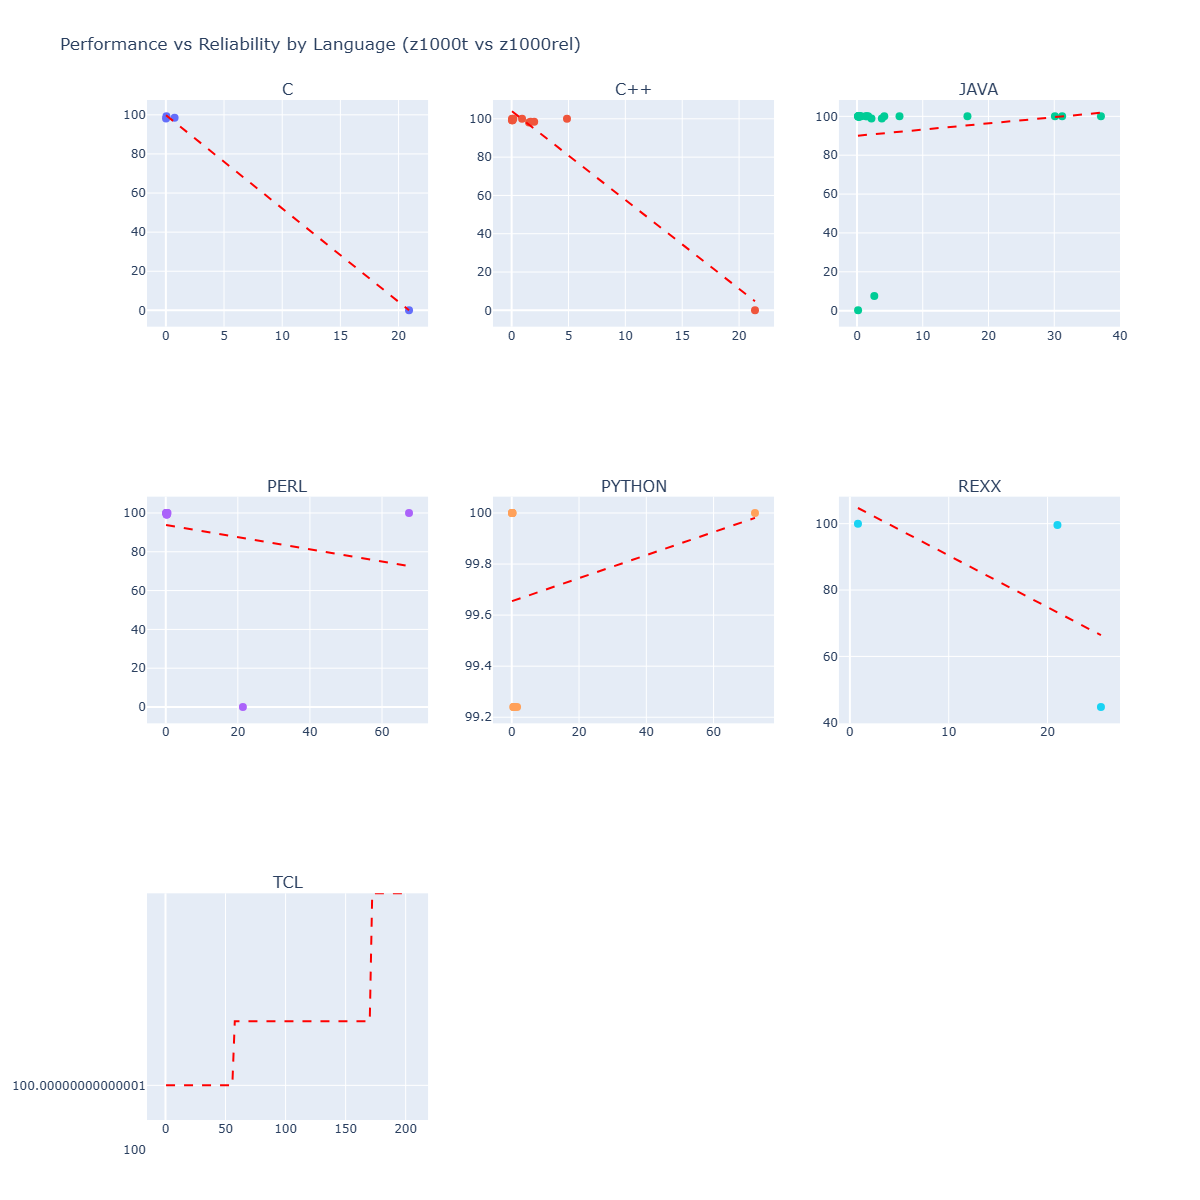 Performance vs Reliability by Language (z1000t vs z1000rel)
C
C++
JAVA
100
80
60
40
20
0
0 5 10 15 20
100
80
60
40
20
0
0 5 10 15 20
100
80
60
40
20
0
0 10 20 30 40
PERL
PYTHON
REXX
100
80
60
40
20
0
0 20 40 60
100
99.8
99.6
99.4
99.2
0 20 40 60
100
80
60
40
0 10 20
TCL
100.00000000000001
100
0 50 100 150 200